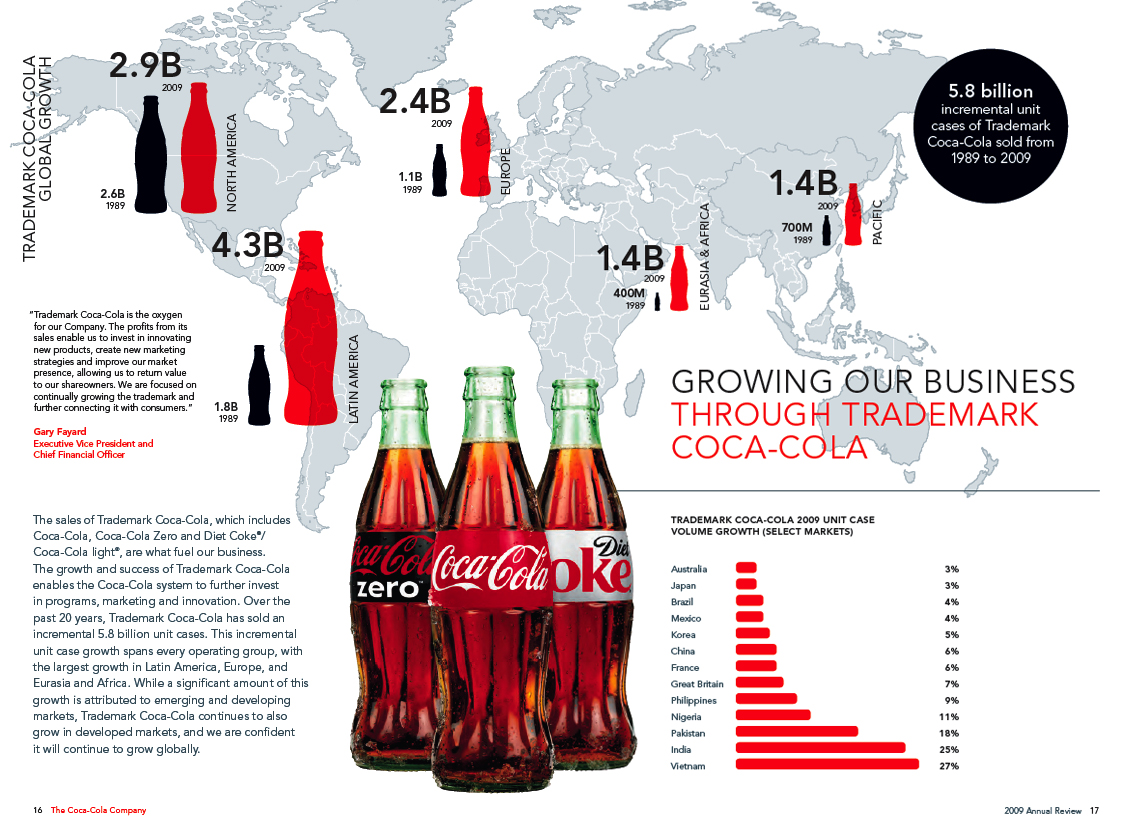 TRADEMARK COCA-COLA
GLOBAL GROWTH
2.9B
2009
2.6B
1989
NORTH AMERICA
2.4B
2009
1.1B
1989
EUROPE
1.4B
2009
700M
1989
PACIFIC
5.8 billion
incremental unit
cases of Trademark
Coca-Cola sold from
1989 to 2009
4.3B
2009
1.8B
1989
LATIN AMERICA
1.4B
2009
400M
1989
EURASIA & AFRICA
“Trademark Coca-Cola is the oxygen
for our Company. The profits from its
sales enable us to invest in innovating
new products, create new marketing
strategies and improve our market
presence, allowing us to return value
to our shareowners. We are focused on
continually growing the trademark and
further connecting it with consumers.”
Gary Fayard
Executive Vice President and
Chief Financial Officer
GROWING OUR BUSINESS
THROUGH TRADEMARK
COCA-COLA
The sales of Trademark Coca-Cola, which includes
Coca-Cola, Coca-Cola Zero and Diet Coke®/
Coca-Cola light®, are what fuel our business.
The growth and success of Trademark Coca-Cola
enables the Coca-Cola system to further invest
in programs, marketing and innovation. Over the
past 20 years, Trademark Coca-Cola has sold an
incremental 5.8 billion unit cases. This incremental
unit case growth spans every operating group, with
the largest growth in Latin America, Europe, and
Eurasia and Africa. While a significant amount of this
growth is attributed to emerging and developing
markets, Trademark Coca-Cola continues to also
grow in developed markets, and we are confident
it will continue to grow globally.
oca-Col
zero
Coca-Cola
Diet
oke
TRADEMARK COCA-COLA 2009 UNIT CASE
VOLUME GROWTH (SELECT MARKETS)
Australia 3%
Japan 3%
Brazil 4%
Mexico 4%
Korea 5%
China 6%
France 6%
Great Britain 7%
Philippines 9%
Nigeria 11%
Pakistan 18%
India 25%
Vietnam 27%
16 The Coca-Cola Company
2009 Annual Review 17